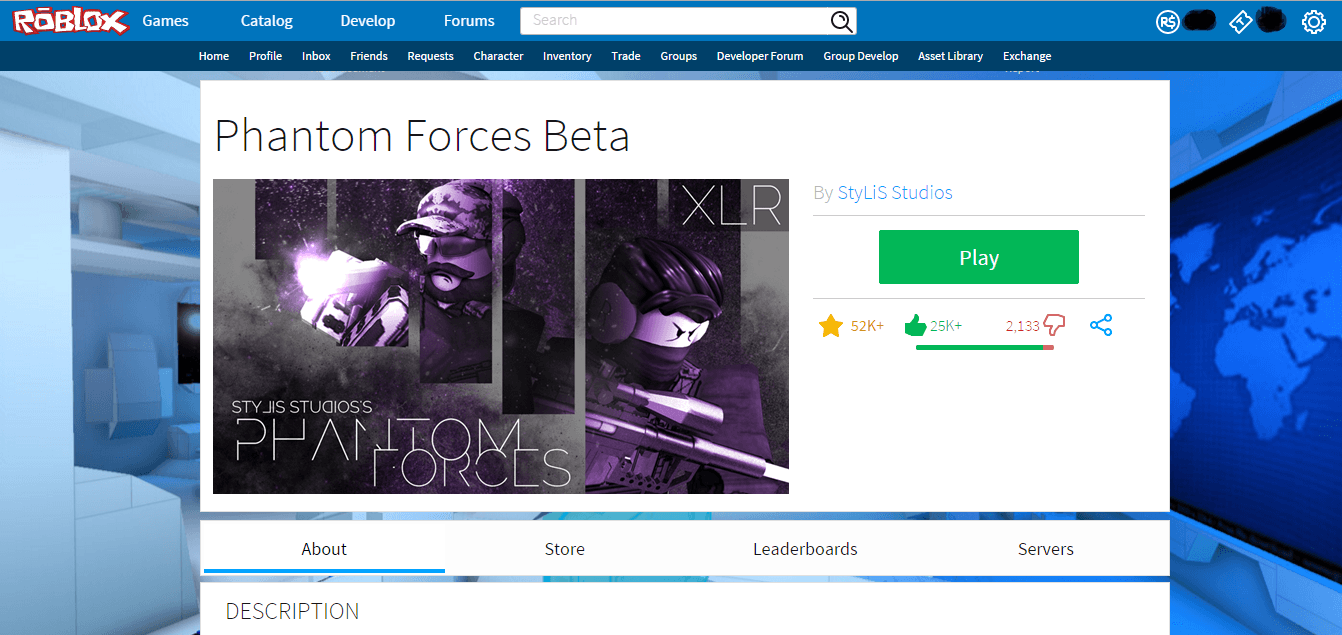 ROBLOX Games Catalog Develop Forums Search R$ T
Home Profile Inbox Friends Requests Character Inventory Trade Groups Developer Forum Group Develop Asset Library Exchange
Phantom Forces Beta
XLR
STYLIS STUDIOS'S
PHANTOM
FORCES
By StyLiS Studios
Play
52K+ 25K+ 2,133
About Store Leaderboards Servers
DESCRIPTION